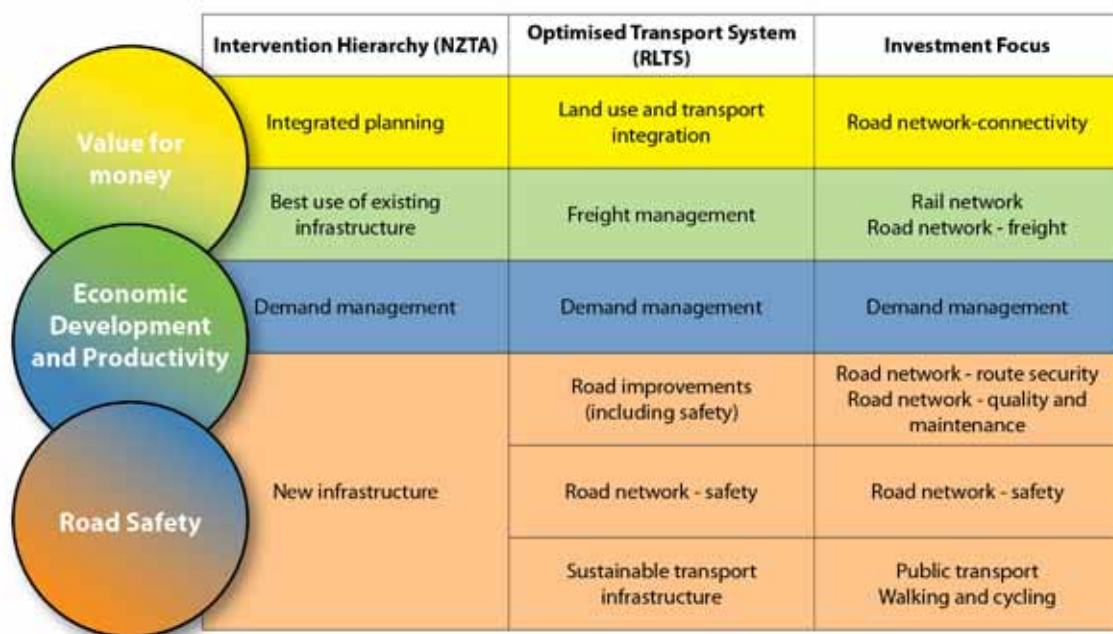 Intervention Hierarchy (NZTA)
Optimised Transport System
(RLTS)
Investment Focus
Value for
money
Integrated planning
Land use and transport
integration
Road network-connectivity
Best use of existing
infrastructure
Freight management
Rail network
Road network - freight
Economic
Development
and Productivity
Demand management
Demand management
Demand management
Road Safety
New infrastructure
Road improvements
(including safety)
Road network - route security
Road network - quality and
maintenance
Road network - safety
Road network - safety
Sustainable transport
infrastructure
Public transport
Walking and cycling